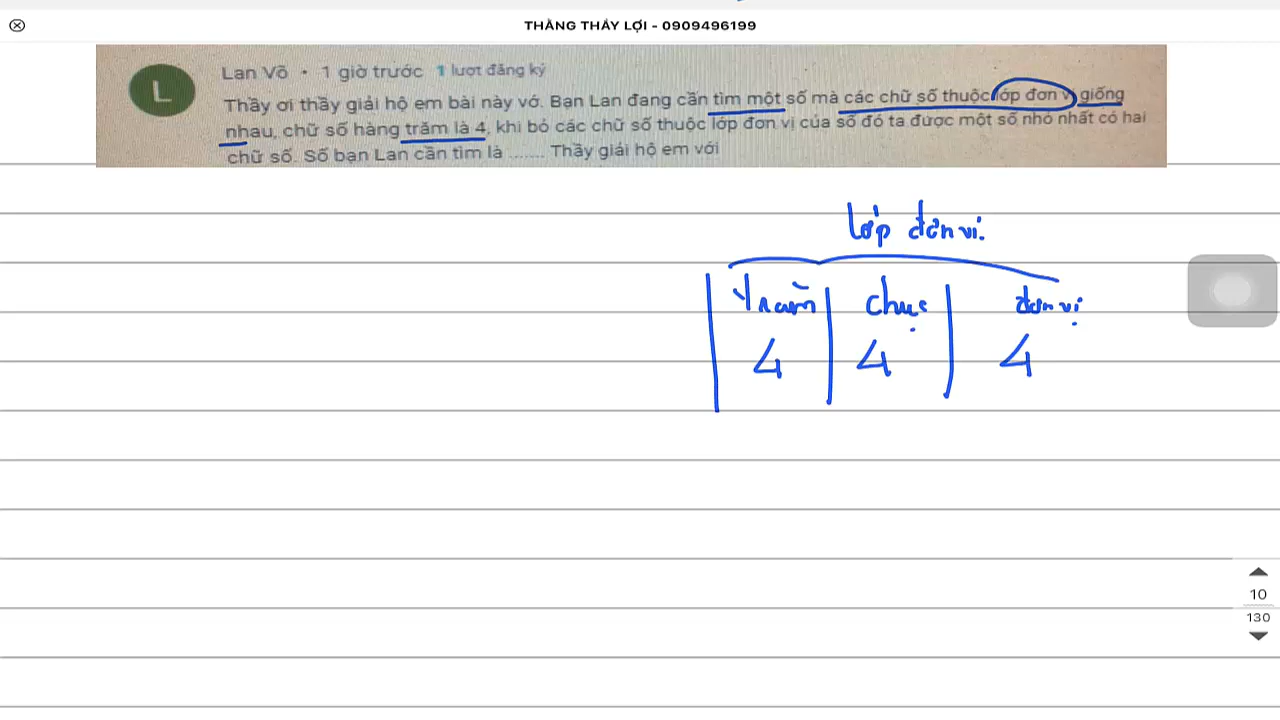 THẮNG THẦY LỢI - 0909496199
L
Lan Võ • 1 giờ trước 1 lượt đăng ký
Thầy ơi thầy giải hộ em bài này vớ. Bạn Lan đang cần tìm một số mà các chữ số thuộc lớp đơn vị giống
nhau, chữ số hàng trăm là 4, khi bỏ các chữ số thuộc lớp đơn vị của số đó ta được một số nhỏ nhất có hai
chữ số. Số bạn Lan cần tìm là ....... Thầy giải hộ em với
lớp đơn vị.
Trăm chục đơn vị
4 4 4
10
130